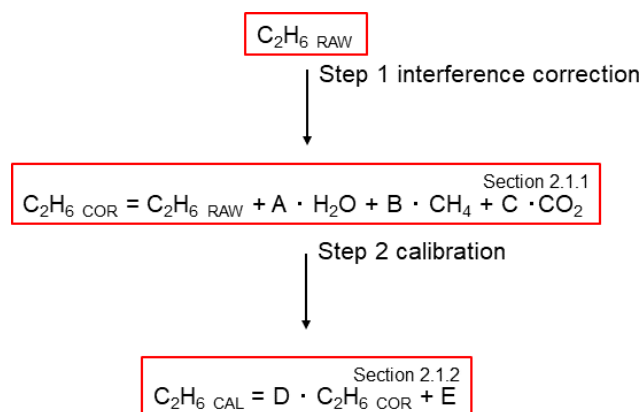 C₂H₆ RAW
Step 1 interference correction
Section 2.1.1
C₂H₆ COR = C₂H₆ RAW + A · H₂O + B · CH₄ + C ·CO₂
Step 2 calibration
Section 2.1.2
C₂H₆ CAL = D · C₂H₆ COR + E